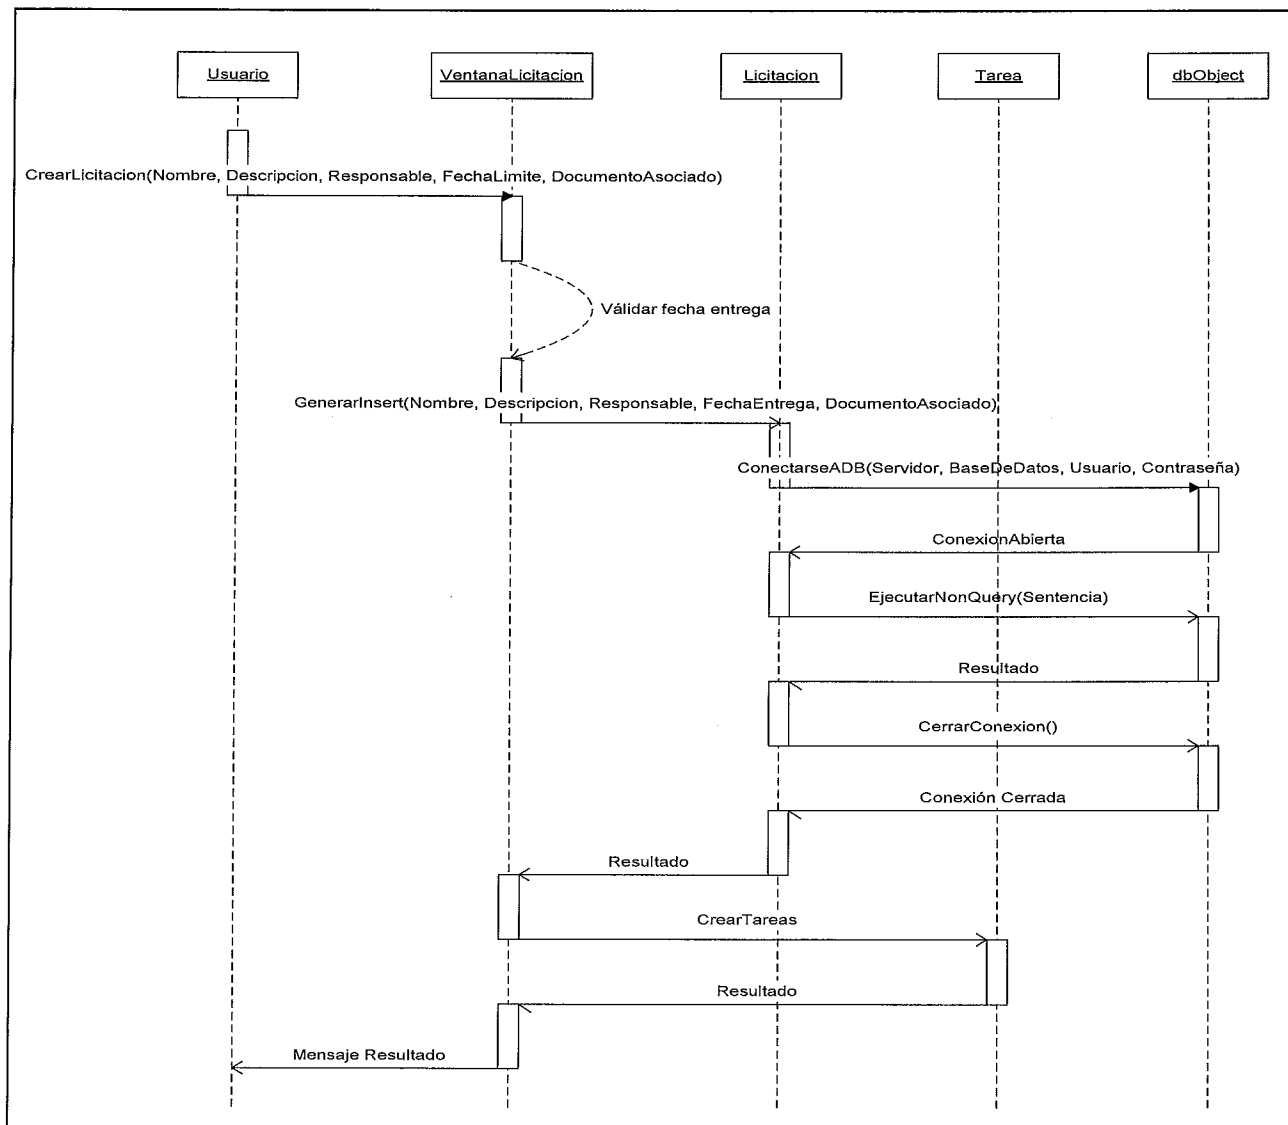 Usuario
VentanaLicitacion
Licitacion
Tarea
dbObject
CrearLicitacion(Nombre, Descripcion, Responsable, FechaLimite, DocumentoAsociado)
Válidar fecha entrega
GenerarInsert(Nombre, Descripcion, Responsable, FechaEntrega, DocumentoAsociado)
ConectarseADB(Servidor, BaseDeDatos, Usuario, Contraseña)
ConexionAbierta
EjecutarNonQuery(Sentencia)
Resultado
CerrarConexion()
Conexión Cerrada
Resultado
CrearTareas
Resultado
Mensaje Resultado